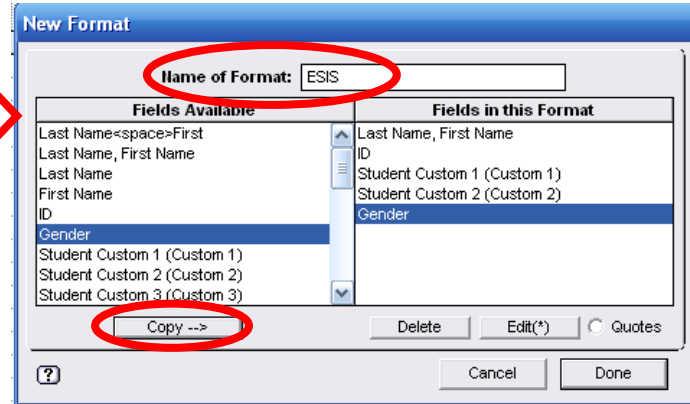 New Format
Name of Format: ESIS
Fields Available
Last Name<space>First
Last Name, First Name
Last Name
First Name
ID
Gender
Student Custom 1 (Custom 1)
Student Custom 2 (Custom 2)
Student Custom 3 (Custom 3)
Fields in this Format
Last Name, First Name
ID
Student Custom 1 (Custom 1)
Student Custom 2 (Custom 2)
Gender
Copy -->
Delete
Edit(*)
Quotes
?
Cancel
Done